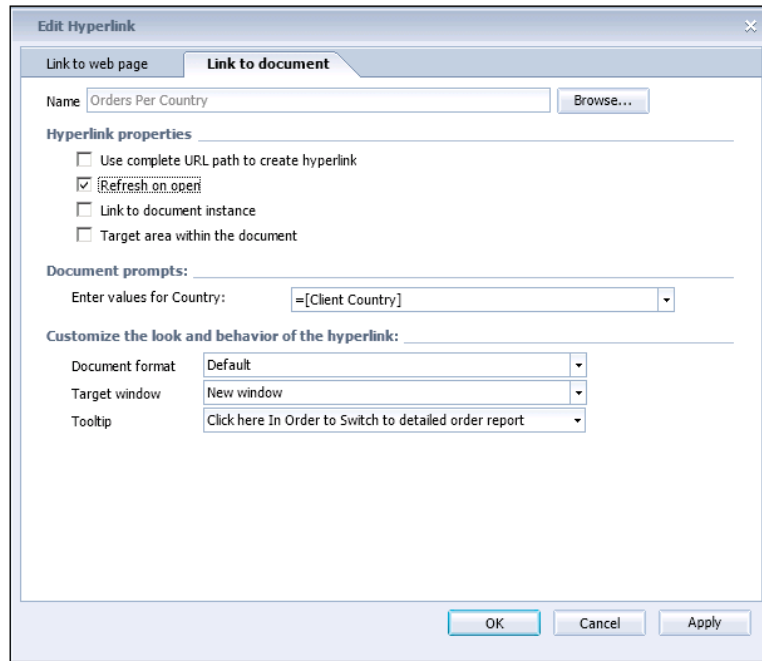 Edit Hyperlink
Link to web page Link to document
Name Orders Per Country Browse...
Hyperlink properties
Use complete URL path to create hyperlink
Refresh on open
Link to document instance
Target area within the document
Document prompts:
Enter values for Country: =[Client Country]
Customize the look and behavior of the hyperlink:
Document format Default
Target window New window
Tooltip Click here In Order to Switch to detailed order report
OK Cancel Apply